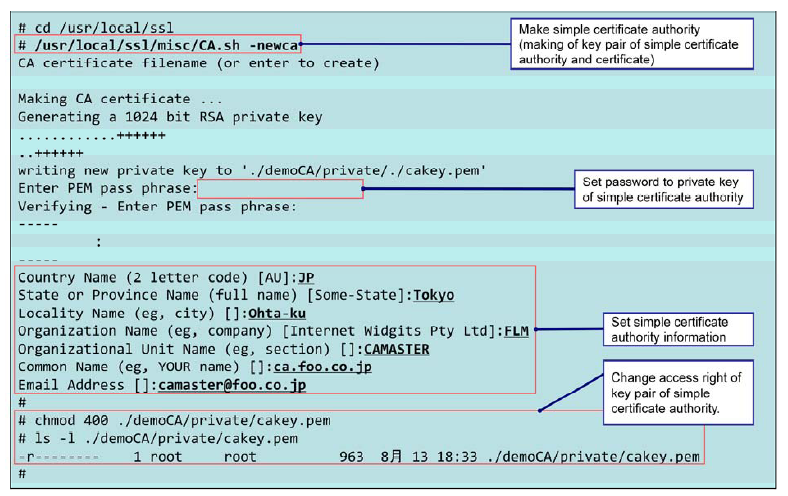 # cd /usr/local/ssl
# /usr/local/ssl/misc/CA.sh -newca
CA certificate filename (or enter to create)
Make simple certificate authority
(making of key pair of simple certificate
authority and certificate)
Making CA certificate ...
Generating a 1024 bit RSA private key
............++++++
..++++++
writing new private key to './demoCA/private/./cakey.pem'
Enter PEM pass phrase:
Verifying - Enter PEM pass phrase:
-----
Set password to private key
of simple certificate authority
:
-----
Country Name (2 letter code) [AU]:JP
State or Province Name (full name) [Some-State]:Tokyo
Locality Name (eg, city) []:Ohta-ku
Organization Name (eg, company) [Internet Widgits Pty Ltd]:FLM
Organizational Unit Name (eg, section) []:CAMASTER
Common Name (eg, YOUR name) []:ca.foo.co.jp
Email Address []:camaster@foo.co.jp
Set simple certificate
authority information
#
# chmod 400 ./demoCA/private/cakey.pem
# ls -l ./demoCA/private/cakey.pem
-r-------- 1 root root 963 8月 13 18:33 ./demoCA/private/cakey.pem
#
Change access right of
key pair of simple
certificate authority.